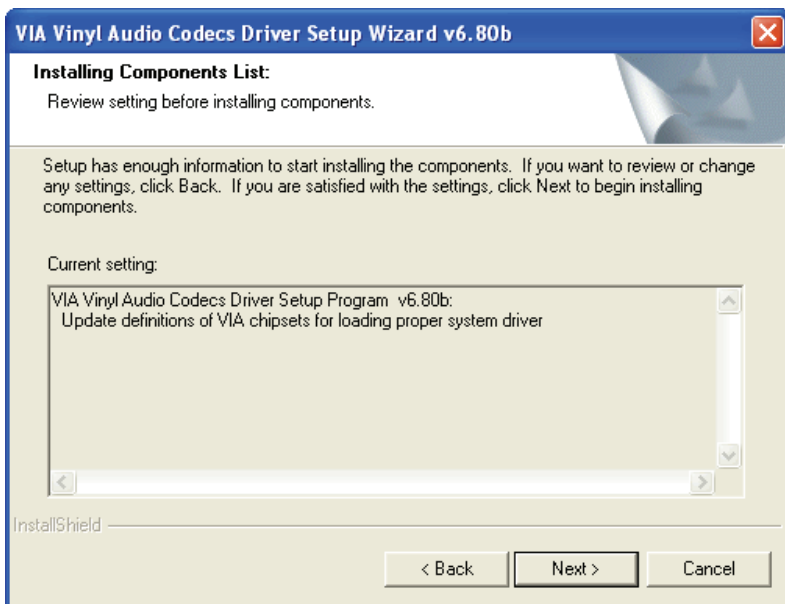 VIA Vinyl Audio Codecs Driver Setup Wizard v6.80b
Installing Components List:
Review setting before installing components.
Setup has enough information to start installing the components. If you want to review or change
any settings, click Back. If you are satisfied with the settings, click Next to begin installing
components.
Current setting:
VIA Vinyl Audio Codecs Driver Setup Program v6.80b:
Update definitions of VIA chipsets for loading proper system driver
InstallShield
< Back
Next >
Cancel